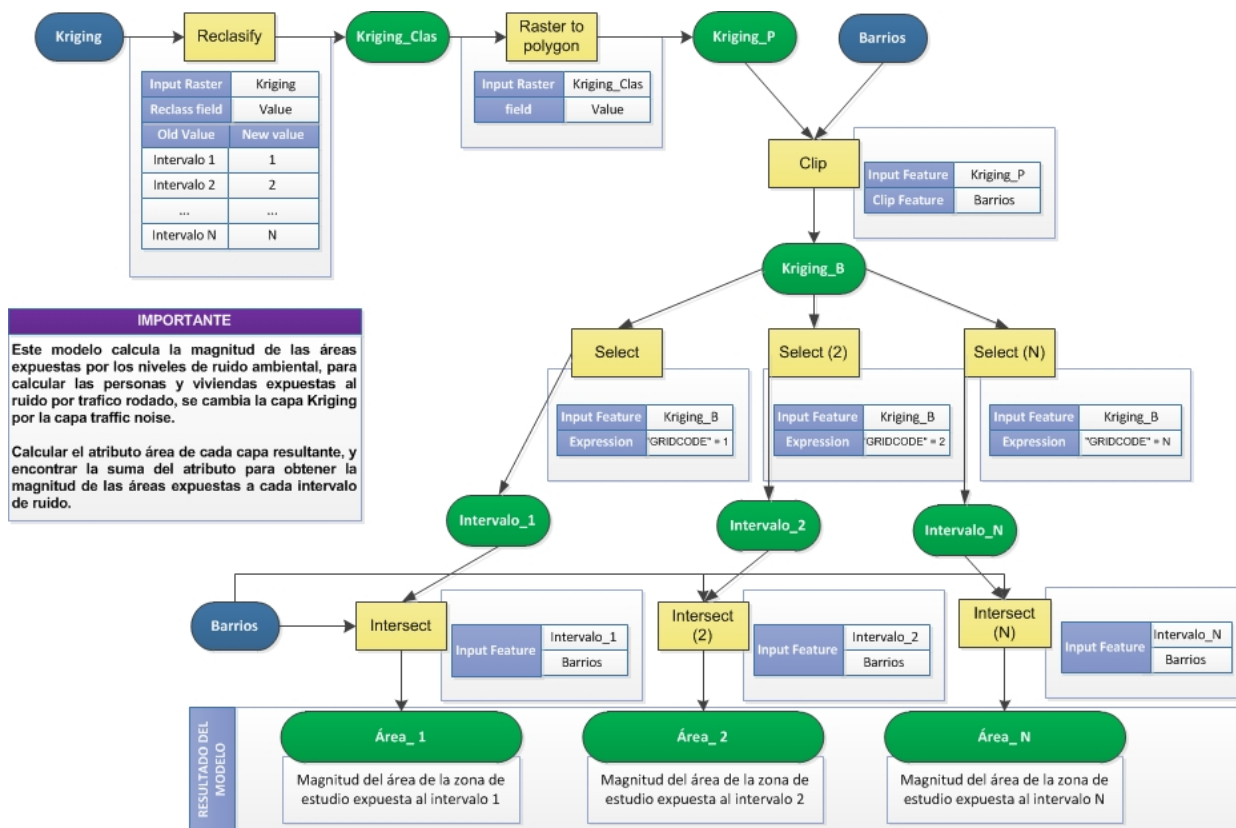 Kriging
Reclasify
Kriging_Clas
Raster to
polygon
Kriging_P
Barrios
Input Raster Kriging
Reclass field Value
Old Value New value
Intervalo 1 1
Intervalo 2 2
... ...
Intervalo N N
Input Raster Kriging_Clas
field Value
Clip
Input Feature Kriging_P
Clip Feature Barrios
Kriging_B
IMPORTANTE
Este modelo calcula la magnitud de las áreas
expuestas por los niveles de ruido ambiental, para
calcular las personas y viviendas expuestas al
ruido por trafico rodado, se cambia la capa Kriging
por la capa traffic noise.
Calcular el atributo área de cada capa resultante, y
encontrar la suma del atributo para obtener la
magnitud de las áreas expuestas a cada intervalo
de ruido.
Select
Select (2)
Select (N)
Input Feature Kriging_B
Expression "GRIDCODE" = 1
Input Feature Kriging_B
Expression "GRIDCODE" = 2
Input Feature Kriging_B
Expression "GRIDCODE" = N
Intervalo_1
Intervalo_2
Intervalo_N
Barrios
Intersect
Intersect
(2)
Intersect
(N)
Input Feature Intervalo_1
Barrios
Input Feature Intervalo_2
Barrios
Input Feature Intervalo_N
Barrios
RESULTADO DEL
MODELO
Área_ 1
Magnitud del área de la zona de
estudio expuesta al intervalo 1
Área_ 2
Magnitud del área de la zona de
estudio expuesta al intervalo 2
Área_ N
Magnitud del área de la zona de
estudio expuesta al intervalo N